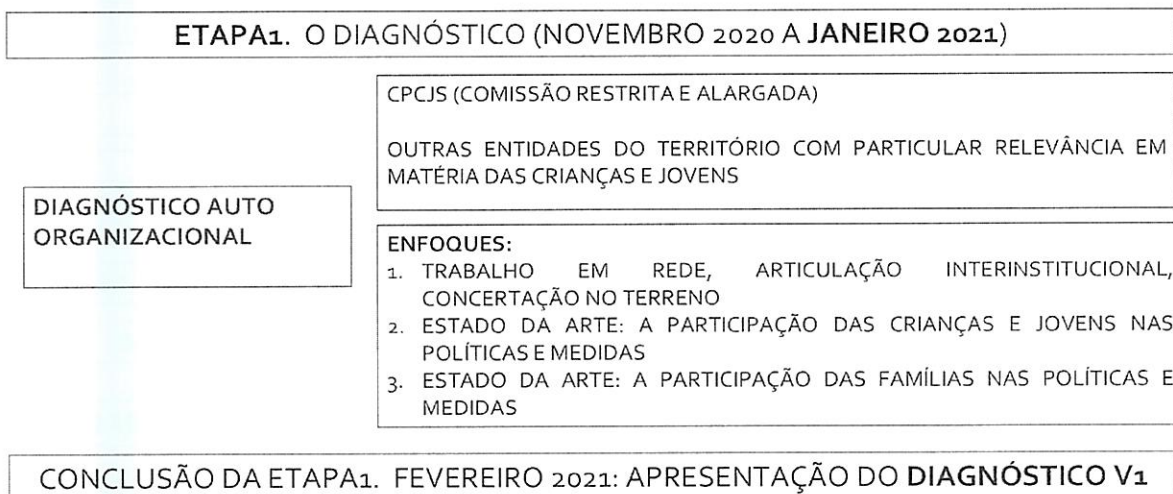 ETAPA1. O DIAGNÓSTICO (NOVEMBRO 2020 A JANEIRO 2021)
CPCJS (COMISSÃO RESTRITA E ALARGADA)
OUTRAS ENTIDADES DO TERRITÓRIO COM PARTICULAR RELEVÂNCIA EM
MATÉRIA DAS CRIANÇAS E JOVENS
DIAGNÓSTICO AUTO
ORGANIZACIONAL
ENFOQUES:
1. TRABALHO EM REDE, ARTICULAÇÃO INTERINSTITUCIONAL,
CONCERTAÇÃO NO TERRENO
2. ESTADO DA ARTE: A PARTICIPAÇÃO DAS CRIANÇAS E JOVENS NAS
POLÍTICAS E MEDIDAS
3. ESTADO DA ARTE: A PARTICIPAÇÃO DAS FAMÍLIAS NAS POLÍTICAS E
MEDIDAS
CONCLUSÃO DA ETAPA1. FEVEREIRO 2021: APRESENTAÇÃO DO DIAGNÓSTICO V1